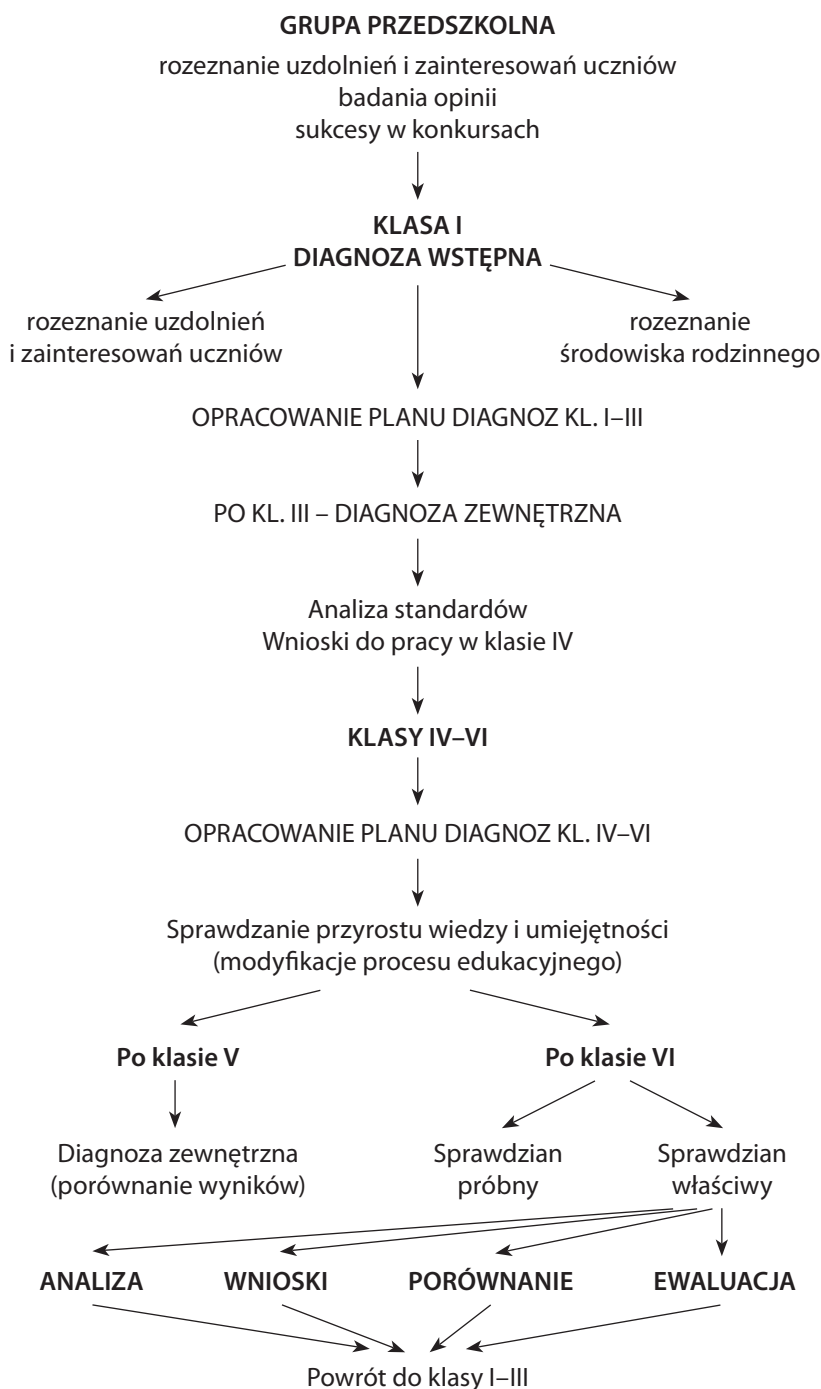 GRUPA PRZEDSZKOLNA
rozeznanie uzdolnień i zainteresowań uczniów
badania opinii
sukcesy w konkursach
KLASA I
DIAGNOZA WSTĘPNA
rozeznanie uzdolnień
i zainteresowań uczniów
rozeznanie
środowiska rodzinnego
OPRACOWANIE PLANU DIAGNOZ KL. I–III
PO KL. III – DIAGNOZA ZEWNĘTRZNA
Analiza standardów
Wnioski do pracy w klasie IV
KLASY IV–VI
OPRACOWANIE PLANU DIAGNOZ KL. IV–VI
Sprawdzanie przyrostu wiedzy i umiejętności
(modyfikacje procesu edukacyjnego)
Po klasie V
Po klasie VI
Diagnoza zewnętrzna
(porównanie wyników)
Sprawdzian
próbny
Sprawdzian
właściwy
ANALIZA
WNIOSKI
PORÓWNANIE
EWALUACJA
Powrót do klasy I–III